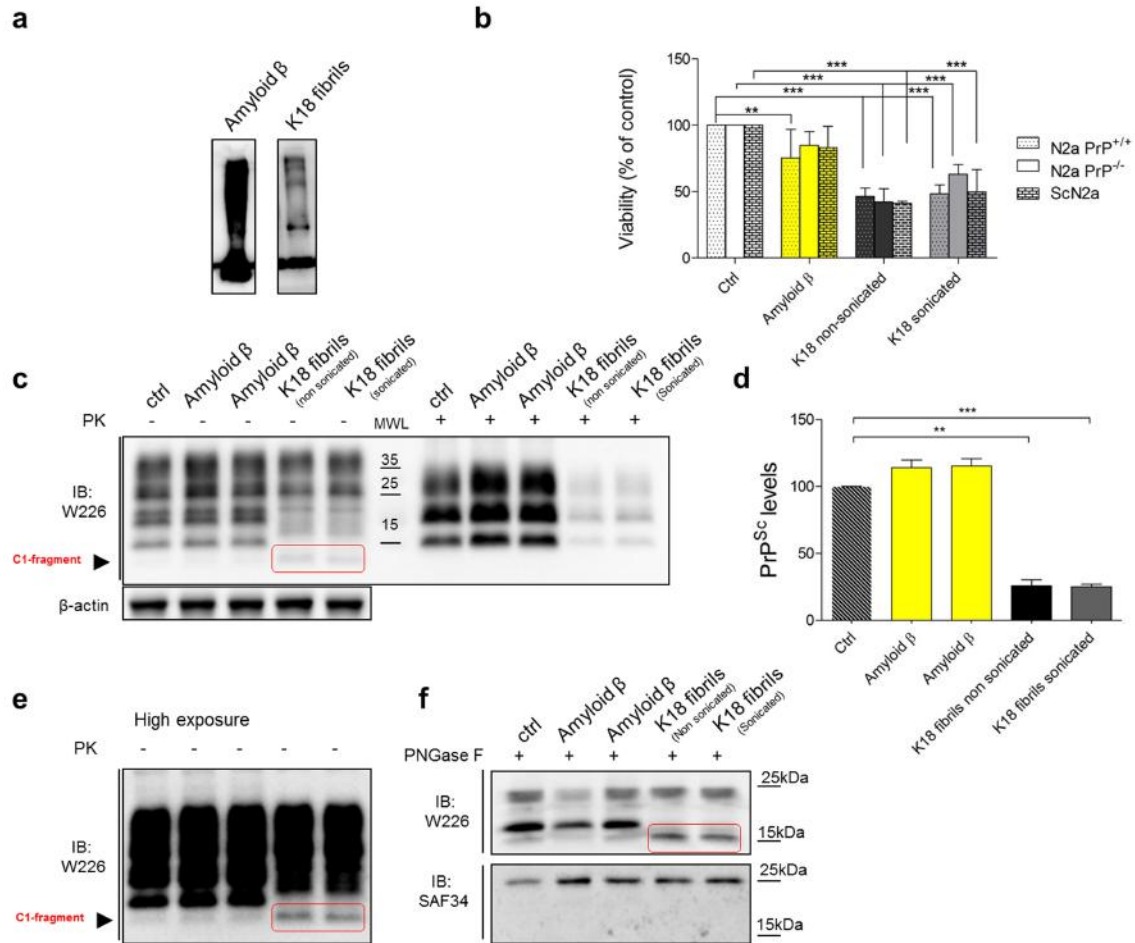 a
Amyloid β
K18 fibrils
b
Viability (% of control)
150
100
50
0
**
***
***
***
***
***
***
Ctrl
Amyloid β
K18 non-sonicated
K18 sonicated
N2a PrP+/+
N2a PrP-/-
ScN2a
c
ctrl
Amyloid β
Amyloid β
K18 fibrils
(non sonicated)
K18 fibrils
(sonicated)
ctrl
Amyloid β
Amyloid β
K18 fibrils
(non sonicated)
K18 fibrils
(Sonicated)
PK - - - - - MWL + + + + +
35
25
15
IB:
W226
C1-fragment
β-actin
d
PrPSc levels
150
100
50
0
**
***
Ctrl
Amyloid β
Amyloid β
K18 fibrils non sonicated
K18 fibrils sonicated
e
High exposure
PK - - - - -
IB:
W226
C1-fragment
f
ctrl
Amyloid β
Amyloid β
K18 fibrils
(Non sonicated)
K18 fibrils
(Sonicated)
PNGase F + + + + +
IB:
W226
25kDa
15kDa
IB:
SAF34
25kDa
15kDa